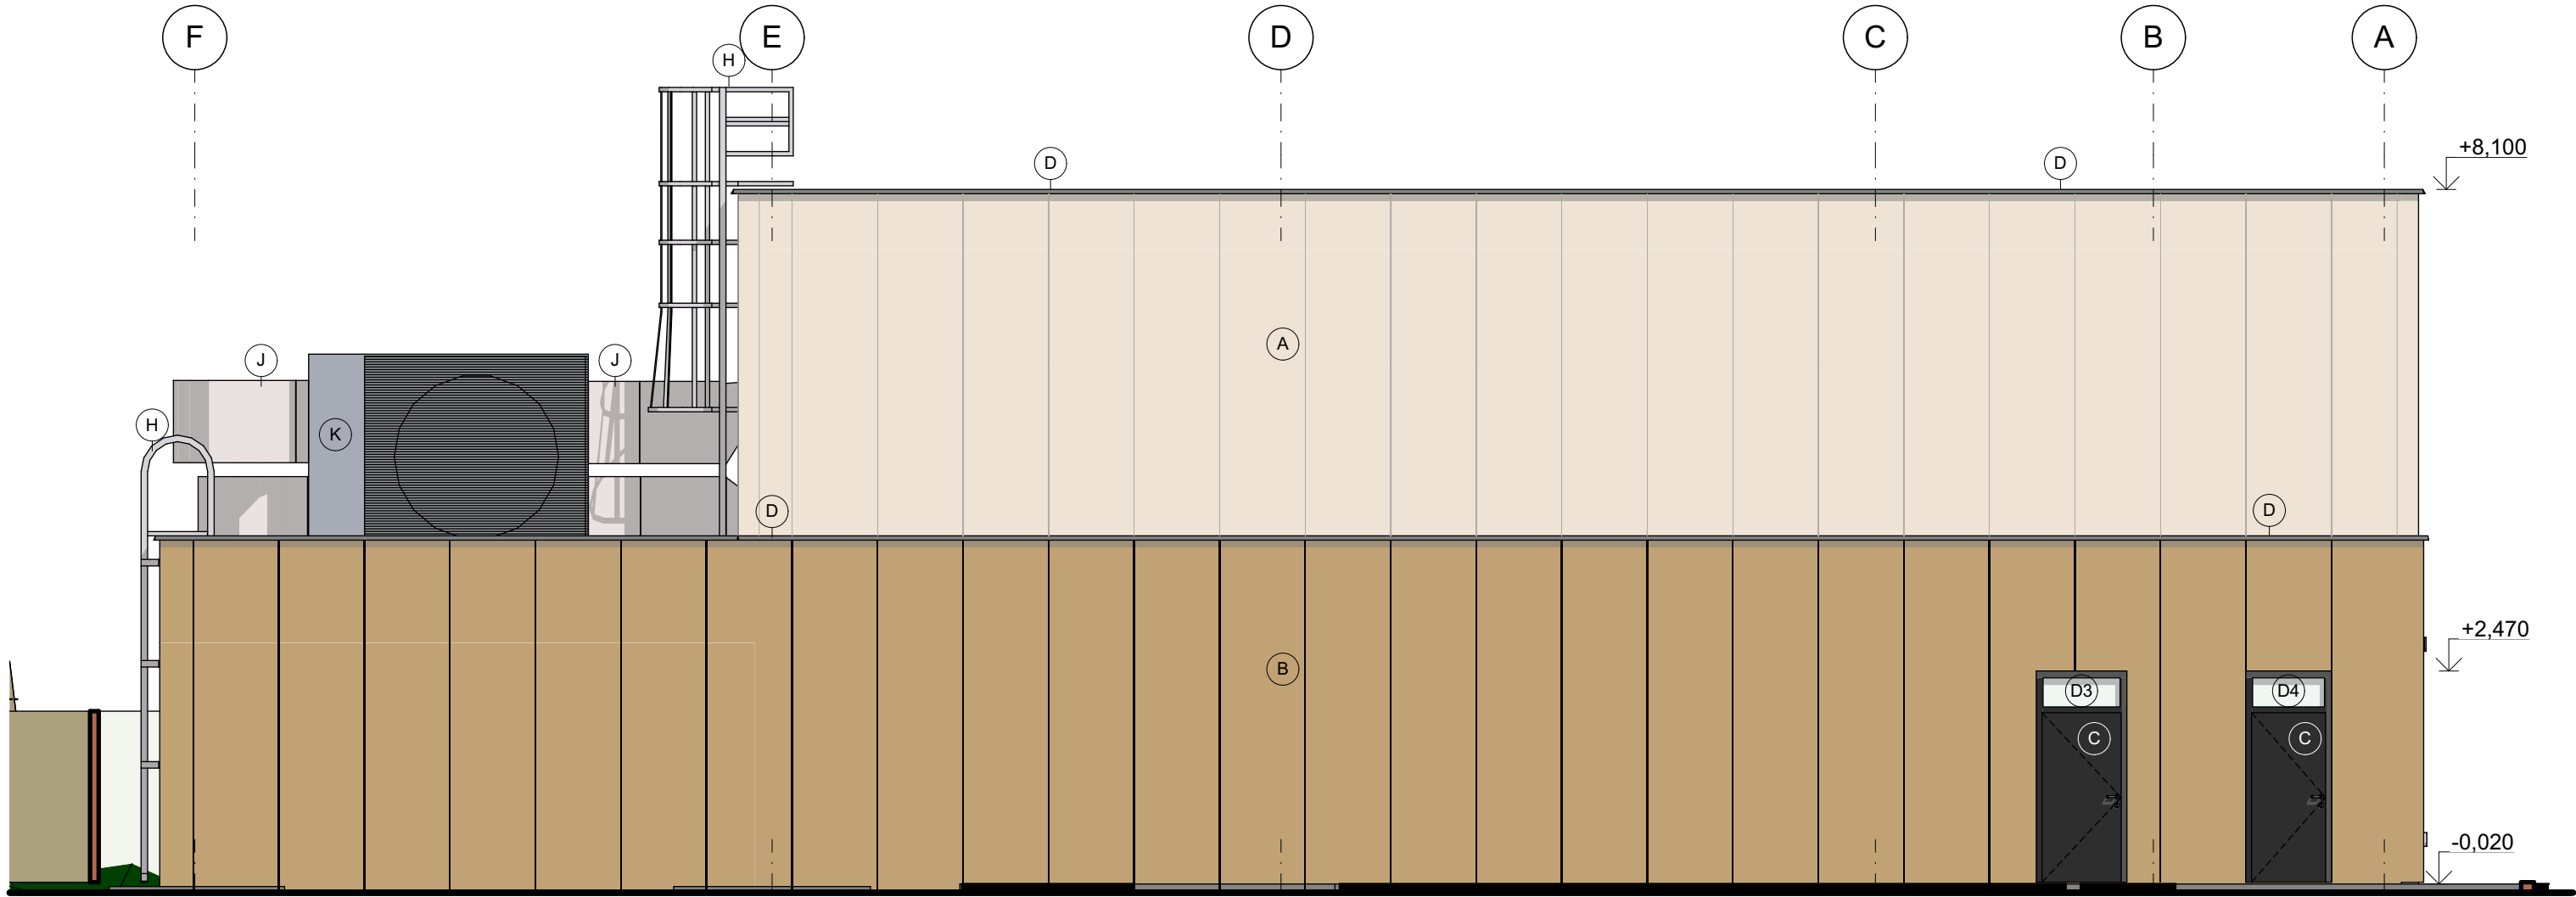 F E D C B A
H
D D +8,100
A
J J
H K
D D
+2,470
B
D3 D4
C C
-0,020